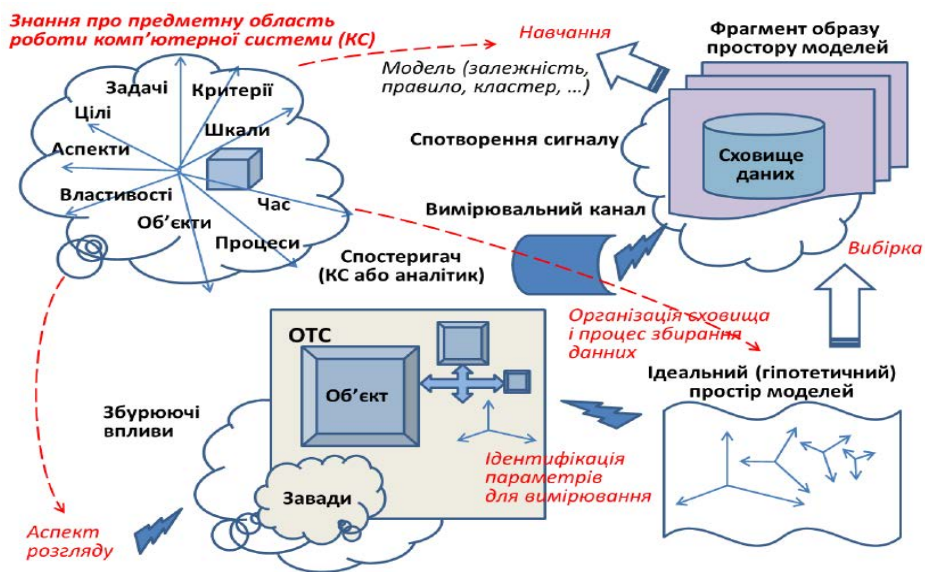 Знання про предметну область
роботи комп’ютерної системи (КС)
Навчання
Фрагмент образу
простору моделей
Модель (залежність,
правило, кластер, ...)
Задачі
Критерії
Цілі
Шкали
Аспекти
Властивості
Час
Об’єкти
Процеси
Спотворення сигналу
Сховище
даних
Вимірювальний канал
Спостеригач
(КС або аналітик)
Вибірка
Організація сховища
і процес збирання
данних
ОТС
Об’єкт
Ідеальний (гіпотетичний)
простір моделей
Збурюючі
впливи
Ідентифікація
параметрів
для вимірювання
Завади
Аспект
розгляду